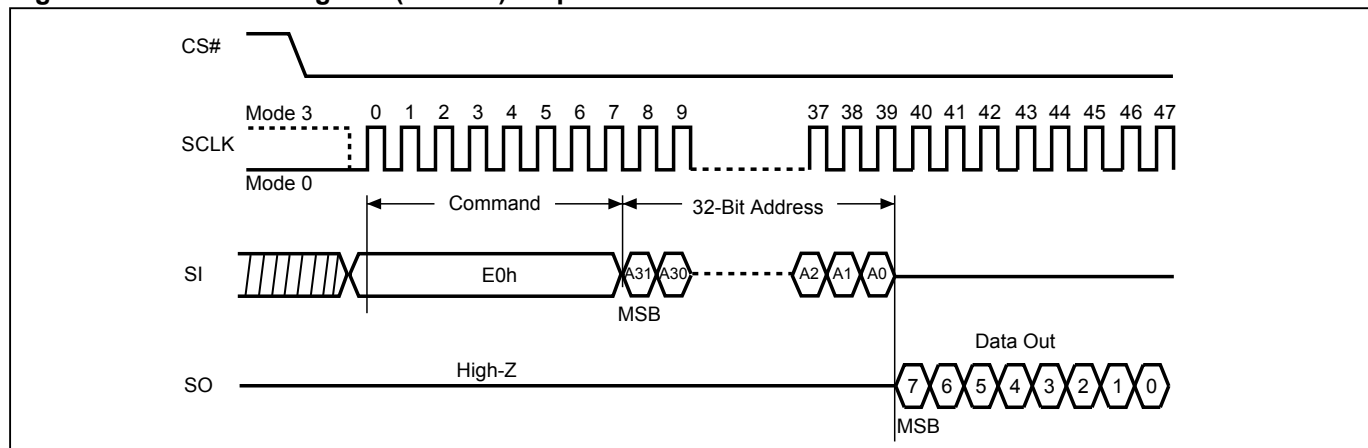 CS#
Mode 3 0 1 2 3 4 5 6 7 8 9 37 38 39 40 41 42 43 44 45 46 47
SCLK
Mode 0
Command 32-Bit Address
SI E0h A31 A30 A2 A1 A0
MSB
Data Out
High-Z
SO 7 6 5 4 3 2 1 0
MSB